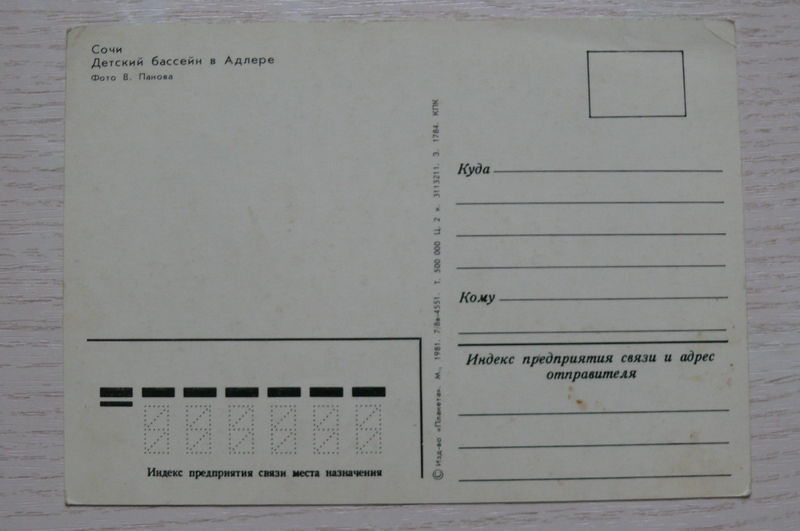 Сочи
Детский бассейн в Адлере
Фото В. Панова
© Изд-во «Планета». М., 1981. 7/8в-4551. Т. 500 000 Ц. 2 к. 3113211. З. 1784. КПК
Куда
Кому
Индекс предприятия связи и адрес
отправителя
Индекс предприятия связи места назначения